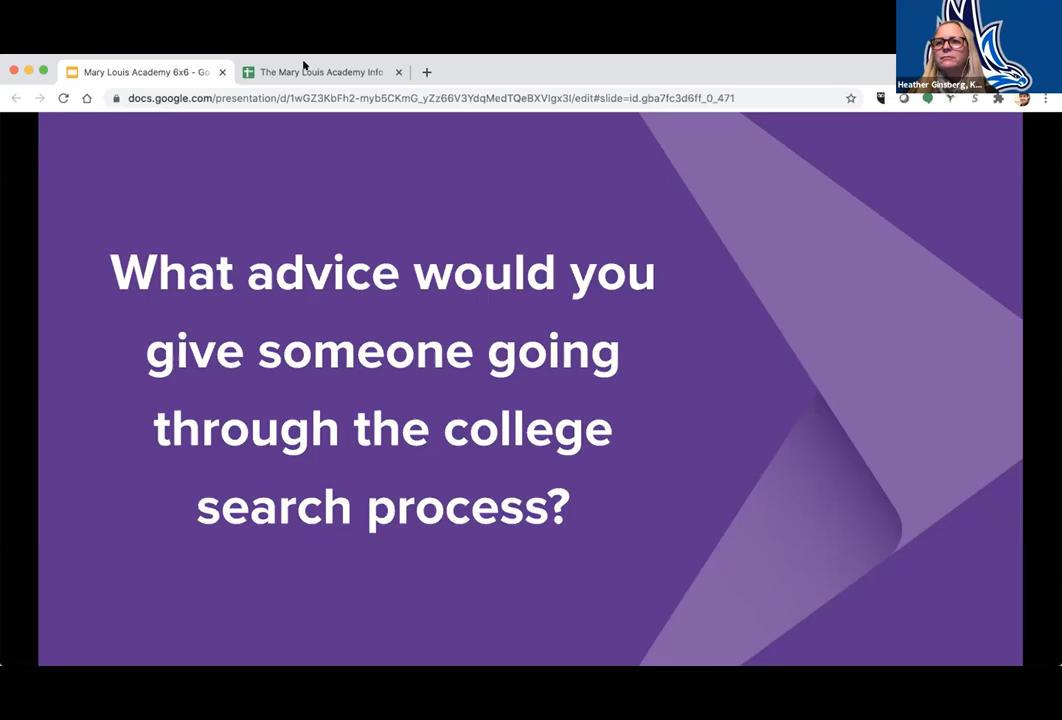 Mary Louis Academy 6x6 - Go
The Mary Louis Academy Info
Heather Ginsberg, K...
docs.google.com/presentation/d/1wGZ3KbFh2-myb5CKmG_yZz66V3YdqMedTQeBXVIgx3I/edit#slide=id.gba7fc3d6ff_0_471
What advice would you
give someone going
through the college
search process?